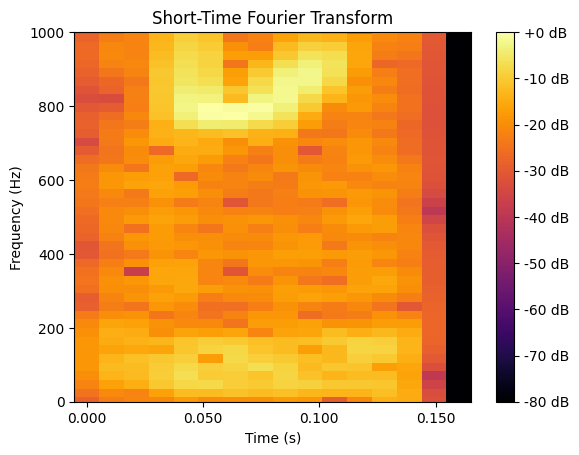 Short-Time Fourier Transform
1000
800
600
400
200
0
Frequency (Hz)
0.000
0.050
0.100
0.150
Time (s)
+0 dB
-10 dB
-20 dB
-30 dB
-40 dB
-50 dB
-60 dB
-70 dB
-80 dB